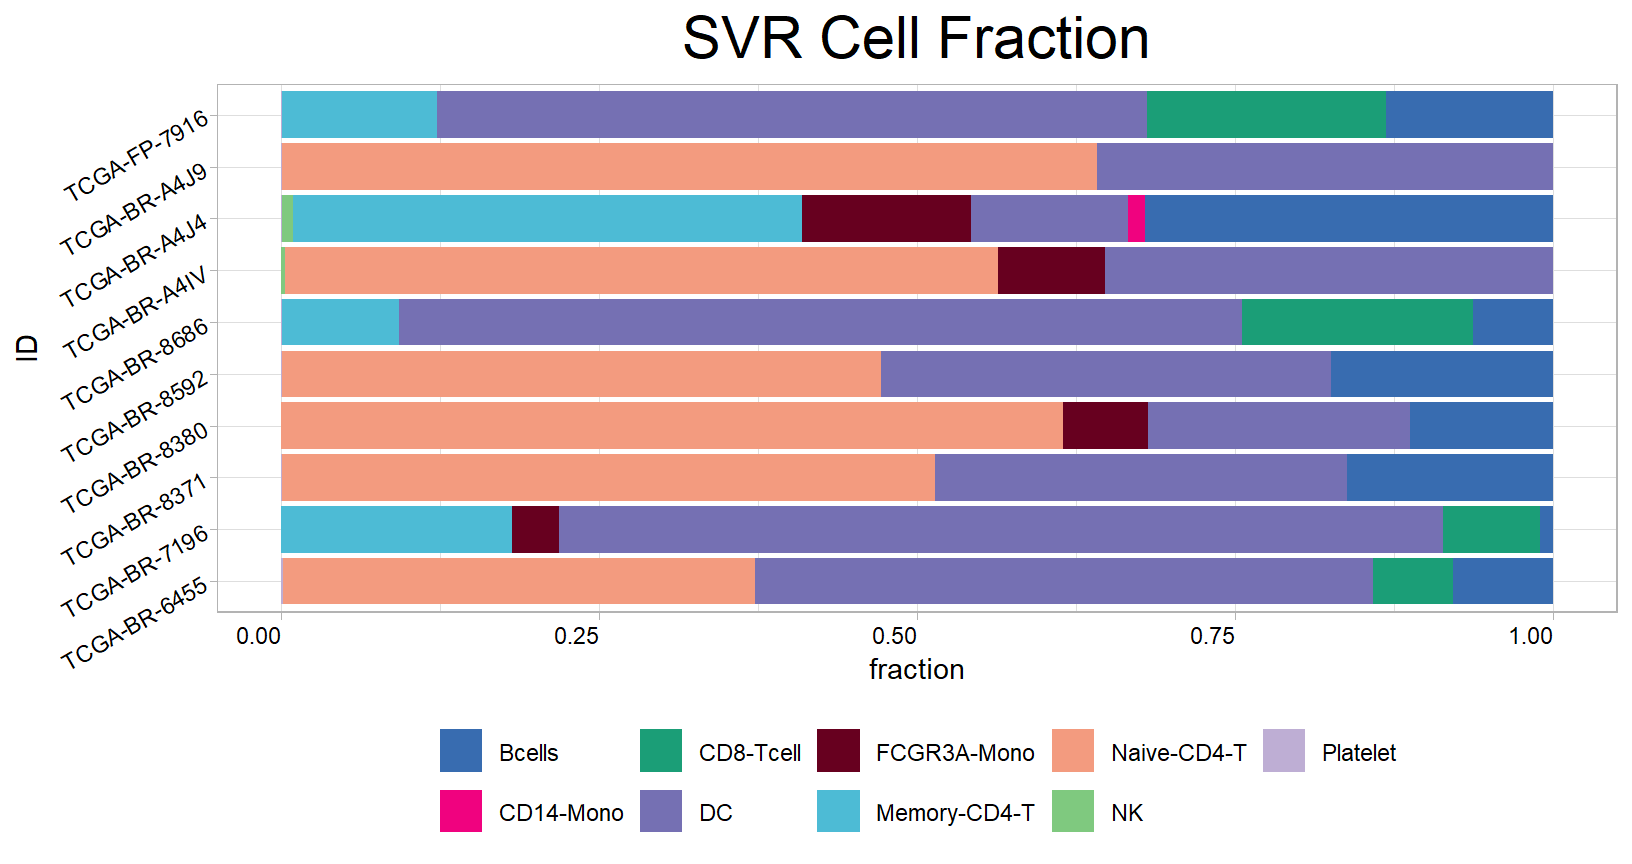 SVR Cell Fraction
ID
TCGA-FP-7916
TCGA-BR-A4J9
TCGA-BR-A4J4
TCGA-BR-A4IV
TCGA-BR-8686
TCGA-BR-8592
TCGA-BR-8380
TCGA-BR-8371
TCGA-BR-7196
TCGA-BR-6455
0.00 0.25 0.50 0.75 1.00
fraction
Bcells CD8-Tcell FCGR3A-Mono Naive-CD4-T Platelet
CD14-Mono DC Memory-CD4-T NK